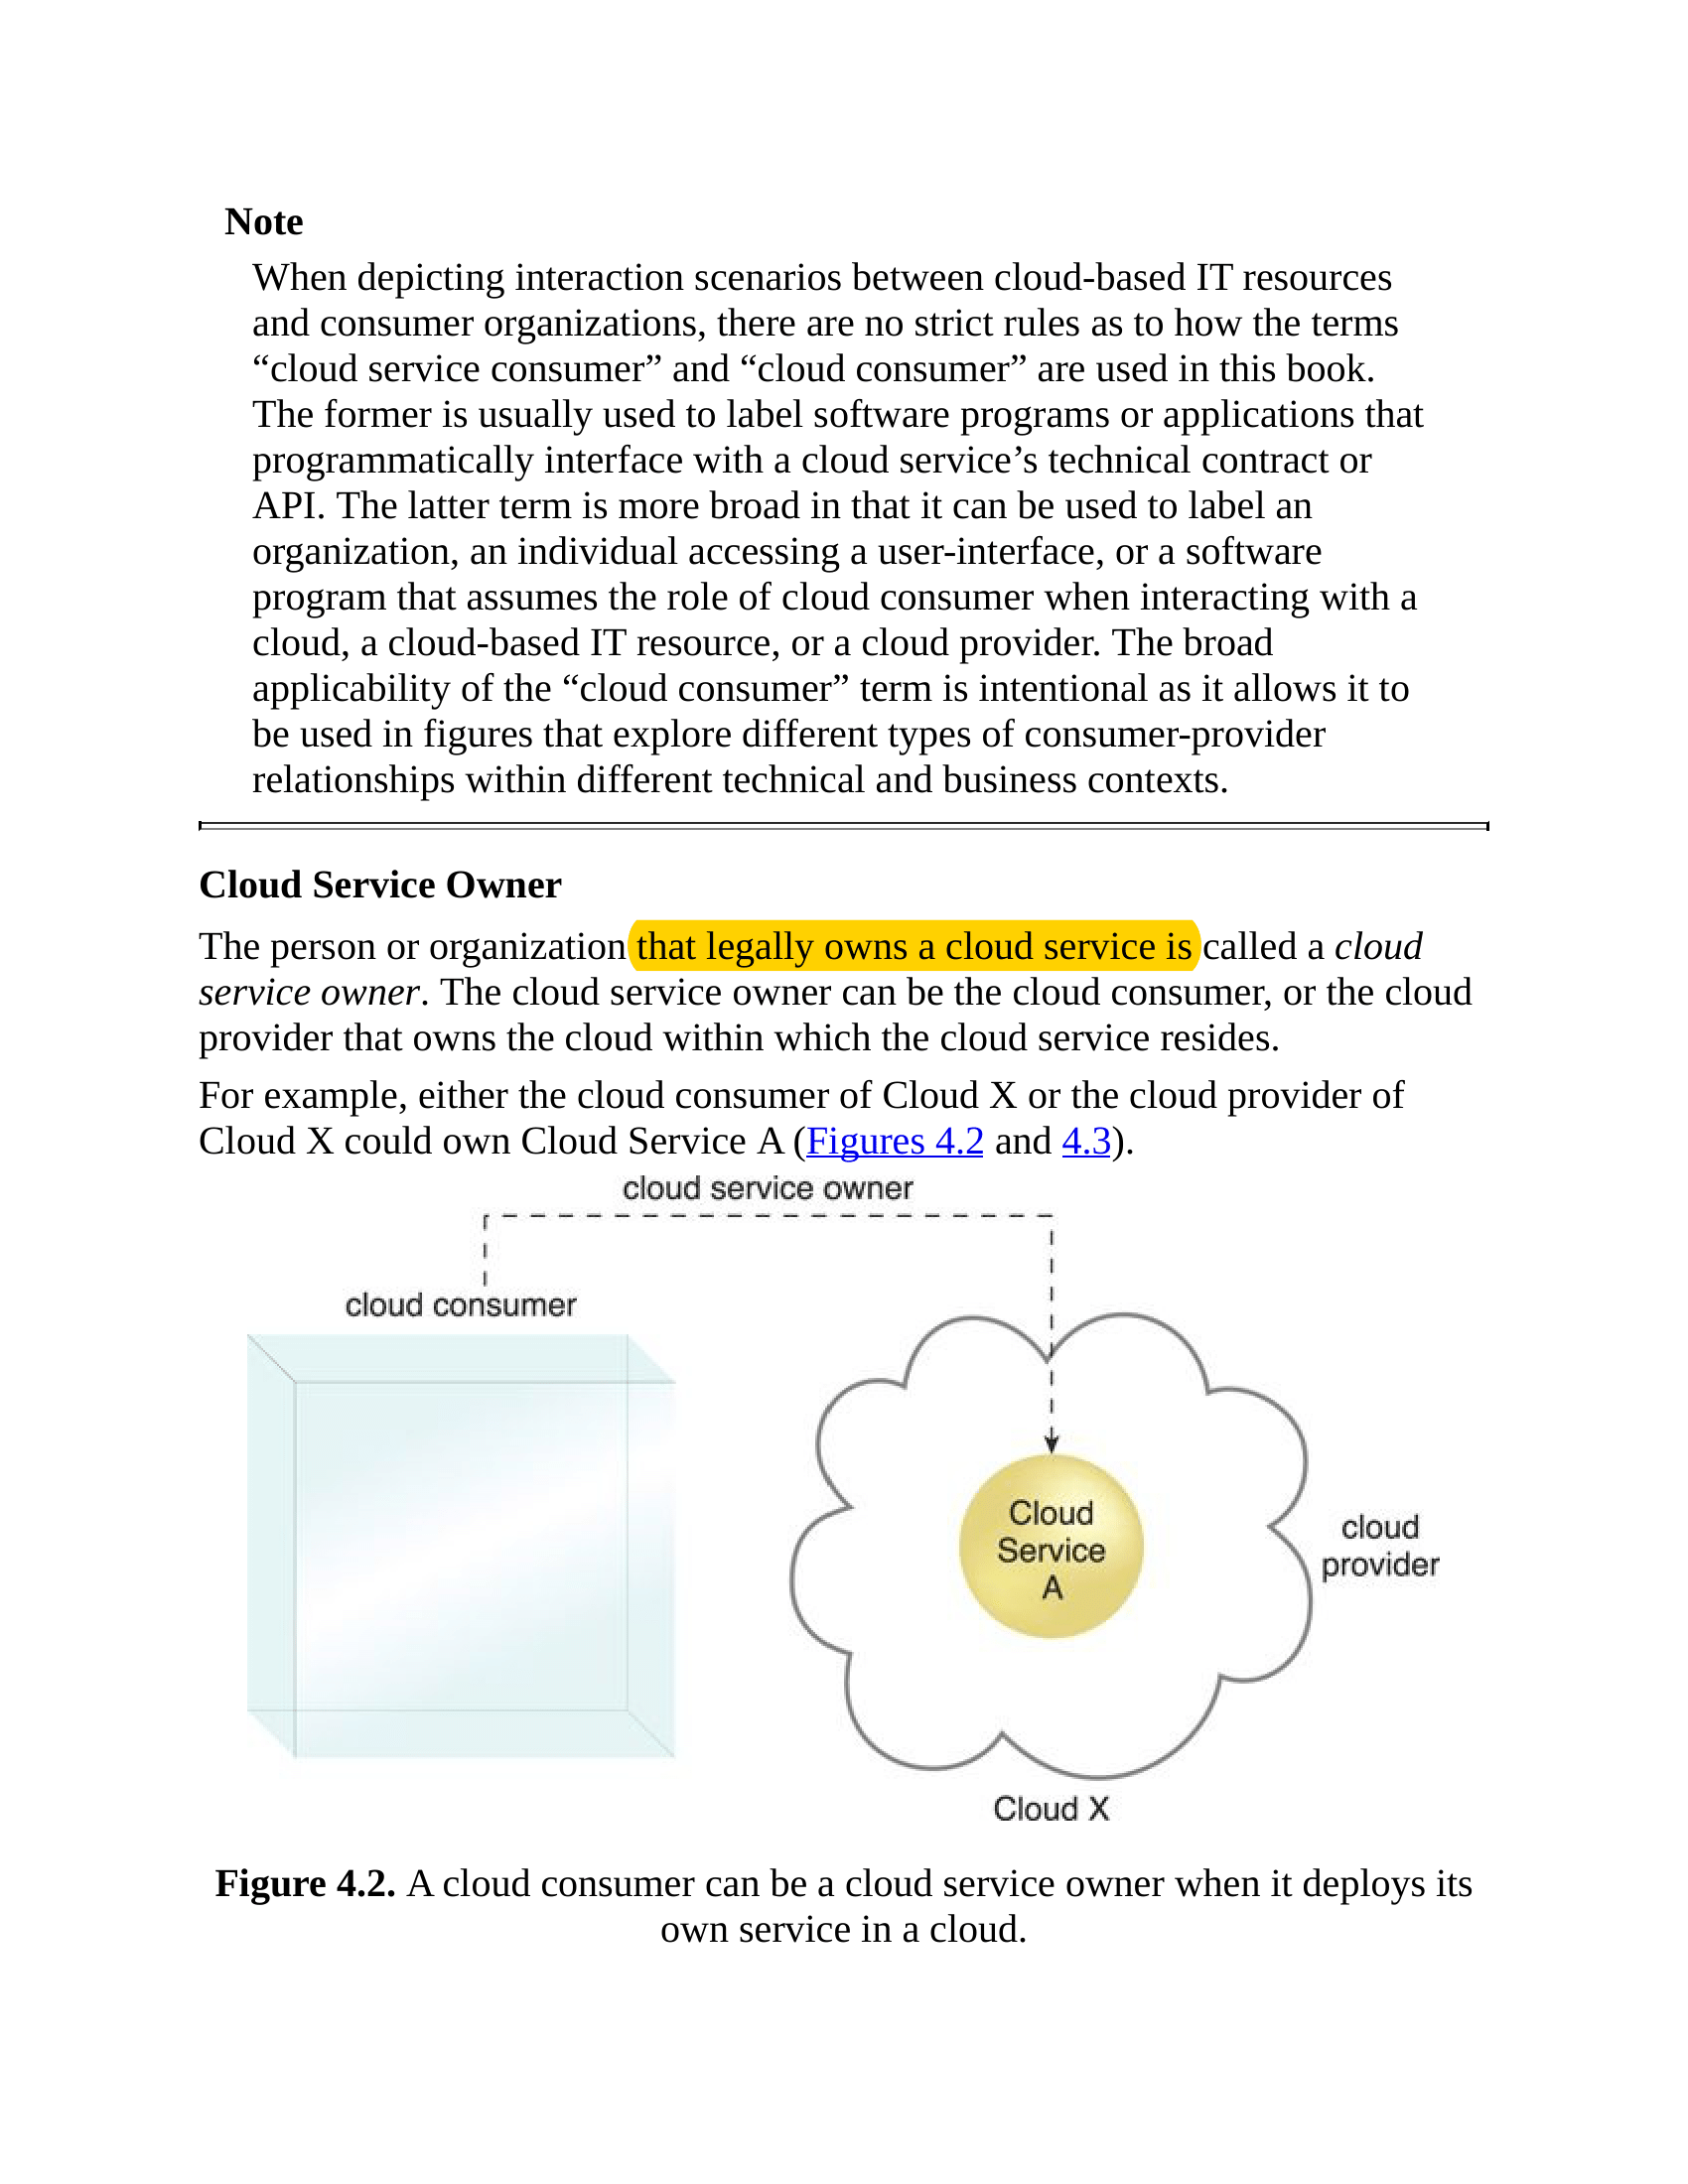 Note
When depicting interaction scenarios between cloud-based IT resources
and consumer organizations, there are no strict rules as to how the terms
“cloud service consumer” and “cloud consumer” are used in this book.
The former is usually used to label software programs or applications that
programmatically interface with a cloud service’s technical contract or
API. The latter term is more broad in that it can be used to label an
organization, an individual accessing a user-interface, or a software
program that assumes the role of cloud consumer when interacting with a
cloud, a cloud-based IT resource, or a cloud provider. The broad
applicability of the “cloud consumer” term is intentional as it allows it to
be used in figures that explore different types of consumer-provider
relationships within different technical and business contexts.
Cloud Service Owner
The person or organization that legally owns a cloud service is called a cloud
service owner. The cloud service owner can be the cloud consumer, or the cloud
provider that owns the cloud within which the cloud service resides.
For example, either the cloud consumer of Cloud X or the cloud provider of
Cloud X could own Cloud Service A (Figures 4.2 and 4.3).
cloud service owner
cloud consumer
Cloud
Service
A
cloud
provider
Cloud X
Figure 4.2. A cloud consumer can be a cloud service owner when it deploys its
own service in a cloud.